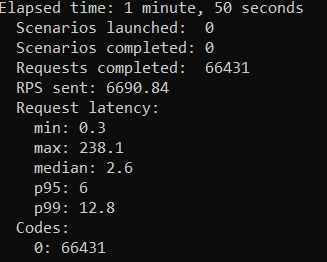 Elapsed time: 1 minute, 50 seconds
Scenarios launched:  0
Scenarios completed: 0
Requests completed:  66431
RPS sent: 6690.84
Request latency:
min: 0.3
max: 238.1
median: 2.6
p95: 6
p99: 12.8
Codes:
0: 66431